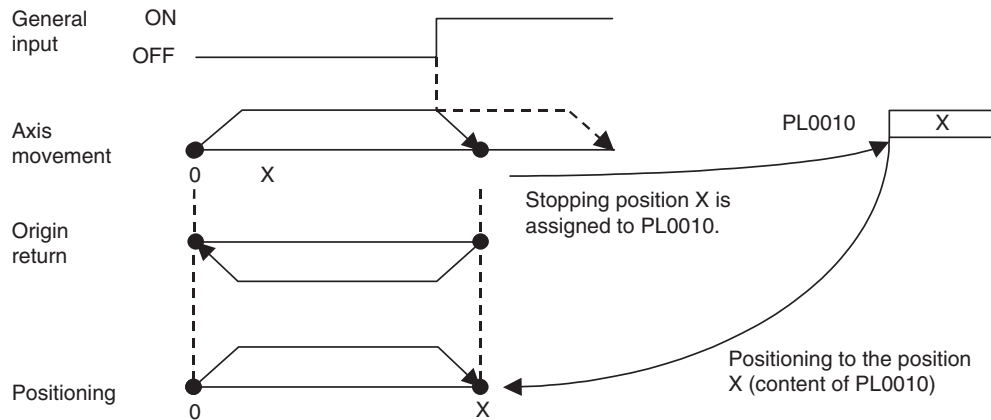 General
input
ON
OFF
Axis
movement
0
X
PL0010
X
Stopping position X is
assigned to PL0010.
Origin
return
Positioning
0
X
Positioning to the position
X (content of PL0010)